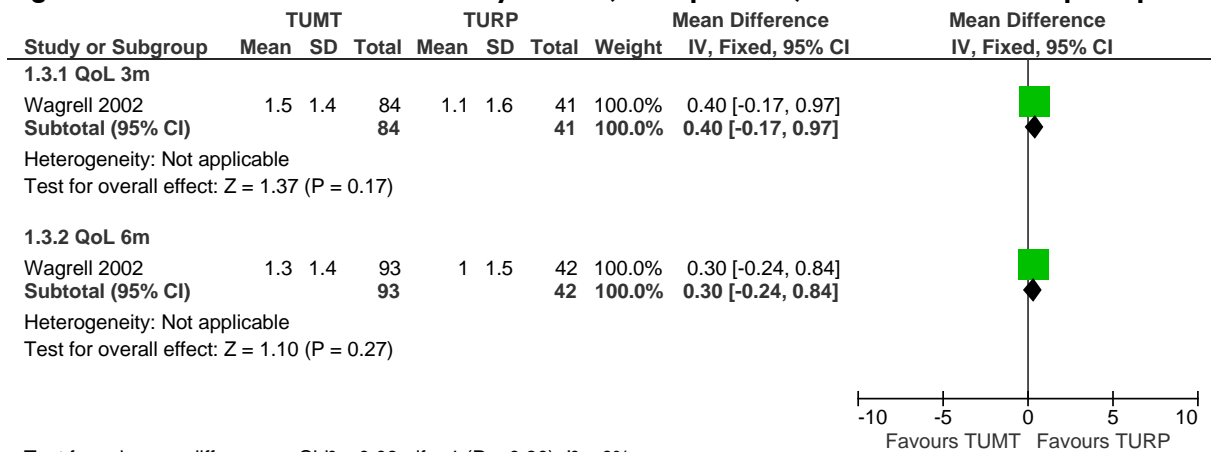 TUMT TURP Mean Difference Mean Difference
Study or Subgroup Mean SD Total Mean SD Total Weight IV, Fixed, 95% CI IV, Fixed, 95% CI
1.3.1 QoL 3m
Wagrell 2002 1.5 1.4 84 1.1 1.6 41 100.0% 0.40 [-0.17, 0.97]
Subtotal (95% CI) 84 41 100.0% 0.40 [-0.17, 0.97]
Heterogeneity: Not applicable
Test for overall effect: Z = 1.37 (P = 0.17)
1.3.2 QoL 6m
Wagrell 2002 1.3 1.4 93 1 1.5 42 100.0% 0.30 [-0.24, 0.84]
Subtotal (95% CI) 93 42 100.0% 0.30 [-0.24, 0.84]
Heterogeneity: Not applicable
Test for overall effect: Z = 1.10 (P = 0.27)
-10 -5 0 5 10
Favours TUMT Favours TURP